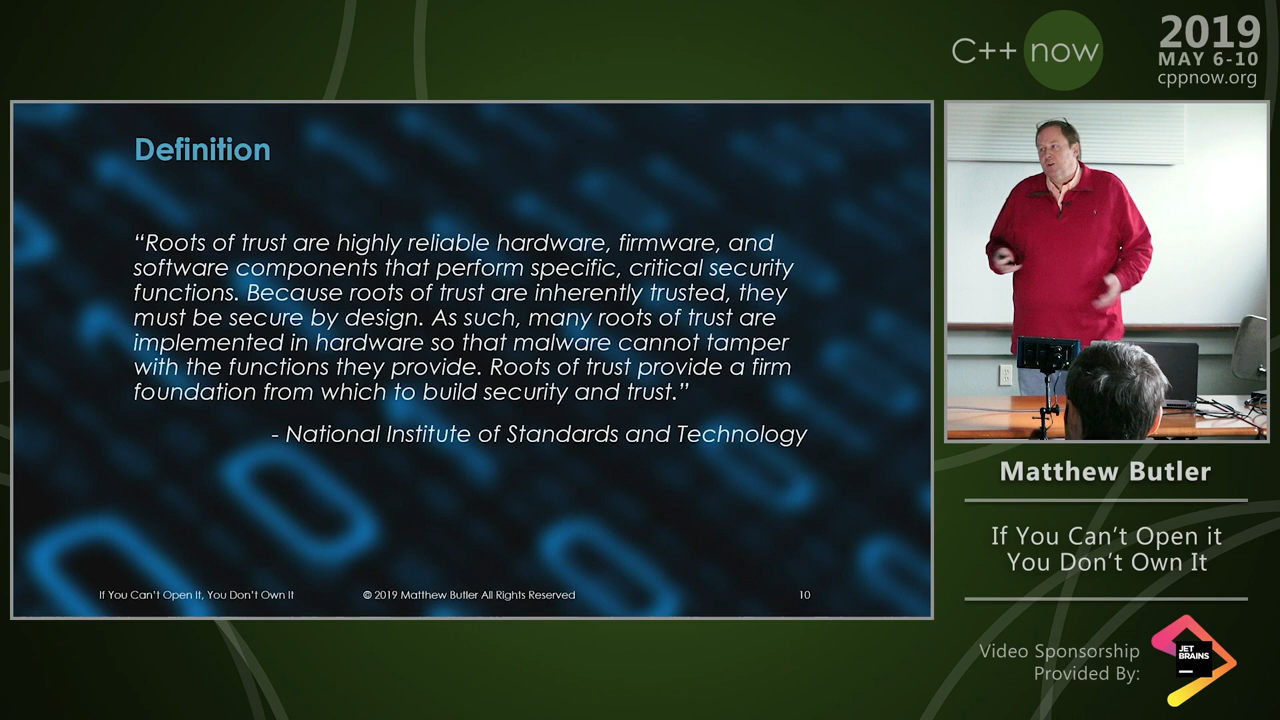 C++ now
2019
MAY 6-10
cppnow.org
Definition
“Roots of trust are highly reliable hardware, firmware, and
software components that perform specific, critical security
functions. Because roots of trust are inherently trusted, they
must be secure by design. As such, many roots of trust are
implemented in hardware so that malware cannot tamper
with the functions they provide. Roots of trust provide a firm
foundation from which to build security and trust.”
- National Institute of Standards and Technology
If You Can’t Open It, You Don’t Own It
© 2019 Matthew Butler All Rights Reserved
10
Matthew Butler
If You Can’t Open it
You Don’t Own It
Video Sponsorship
Provided By:
JET
BRAINS